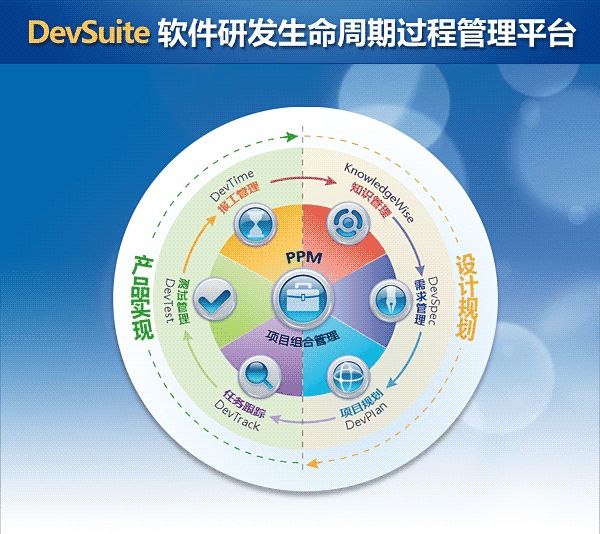 DevSuite 软件研发生命周期过程管理平台
DevTime
报工管理
KnowledgeWise
知识管理
PPM
项目组合管理
产品实现
测试管理
DevTest
设计规划
需求管理
DevSpec
任务跟踪
DevTrack
项目规划
DevPlan